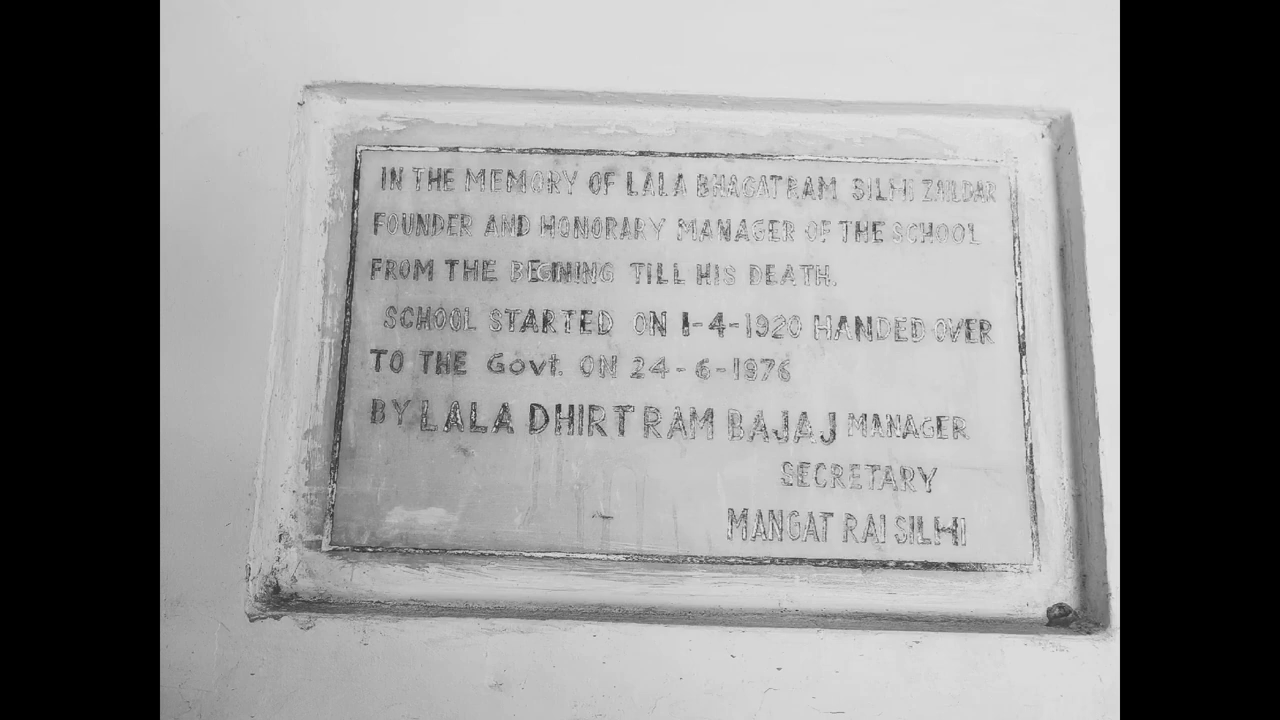 IN THE MEMORY OF LALA BHAGATRAM SILHI ZAILDAR
FOUNDER AND HONORARY MANAGER OF THE SCHOOL
FROM THE BEGINING TILL HIS DEATH.
SCHOOL STARTED ON 1-4-1920 HANDED OVER
TO THE Govt. ON 24-6-1976
BY LALA DHIRT RAM BAJAJ MANAGER
SECRETARY
MANGAT RAI SILHI